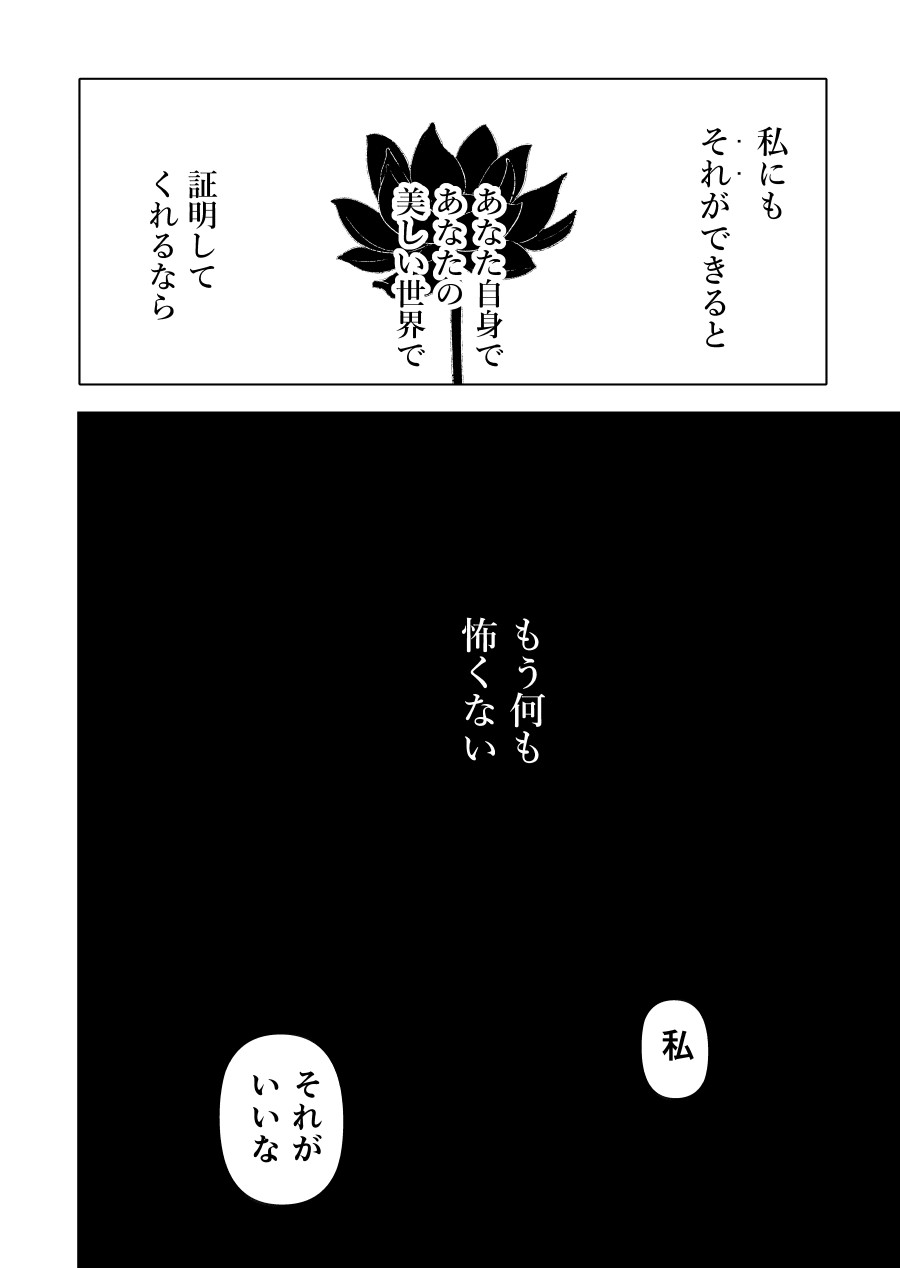 私にも
それができると
あなた自身で
あなたの
美しい世界で
証明して
くれるなら
もう何も
怖くない
私
それが
いいな